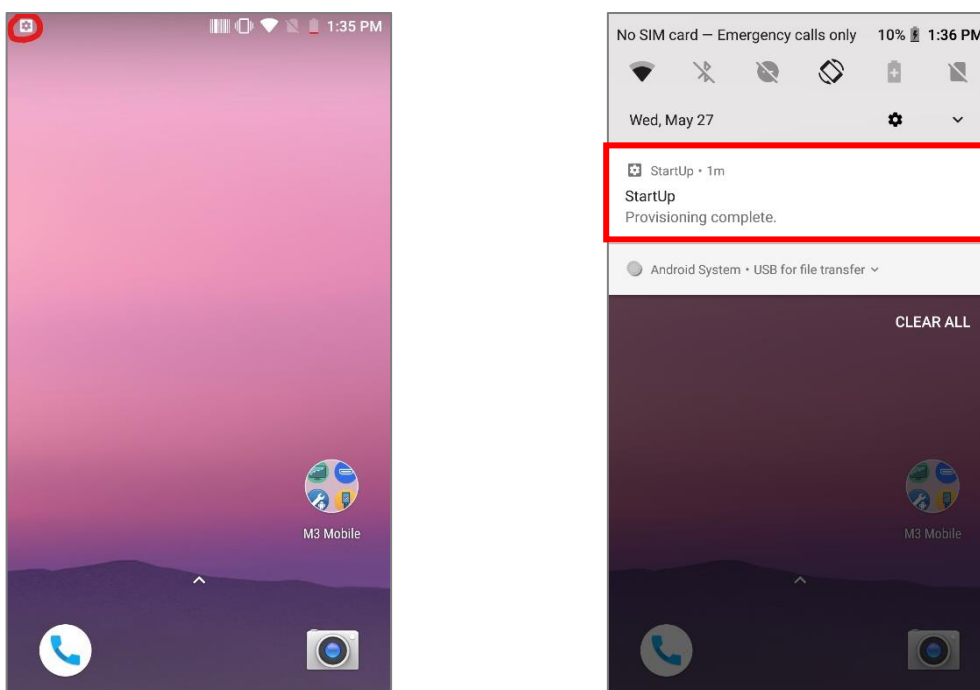 1:35 PM
M3 Mobile
No SIM card — Emergency calls only 10% 1:36 PM
Wed, May 27
StartUp • 1m
StartUp
Provisioning complete.
Android System • USB for file transfer
CLEAR ALL
M3 Mobile